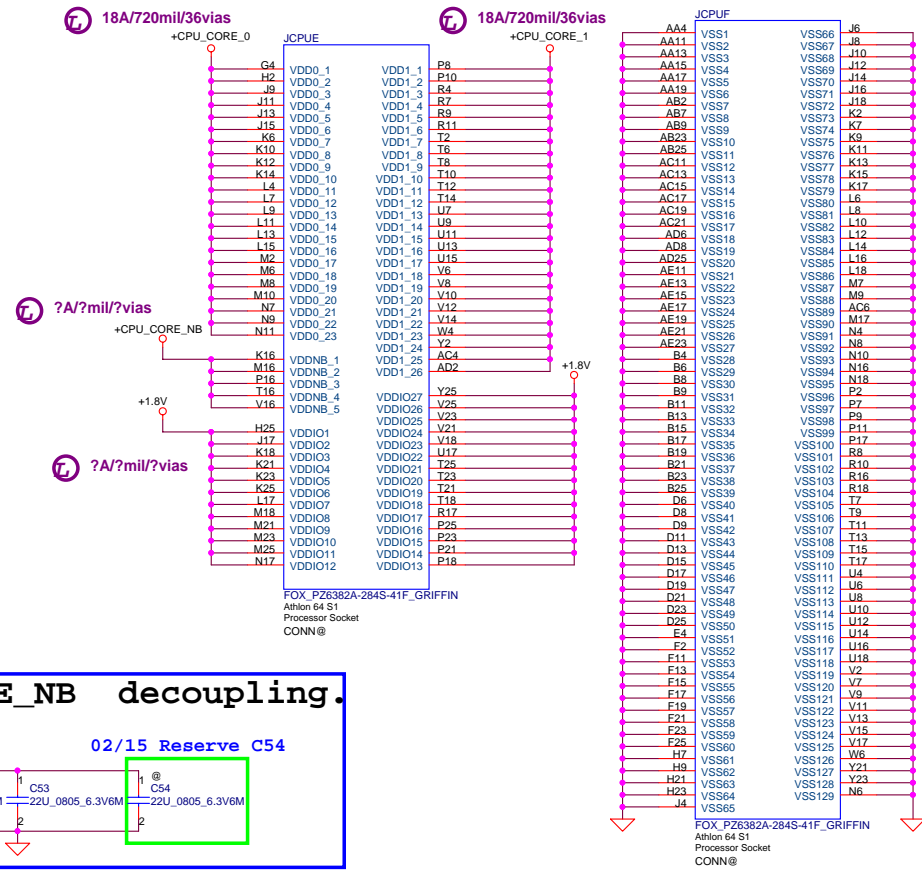 18A/720mil/36vias
+CPU_CORE_0
18A/720mil/36vias
+CPU_CORE_1
JCPUE
G4 VDD0_1 VDD1_1 P8
H2 VDD0_2 VDD1_2 P10
J9 VDD0_3 VDD1_3 R4
J11 VDD0_4 VDD1_4 R7
J13 VDD0_5 VDD1_5 R9
J15 VDD0_6 VDD1_6 R11
K6 VDD0_7 VDD1_7 T2
K10 VDD0_8 VDD1_8 T6
K12 VDD0_9 VDD1_9 T8
K14 VDD0_10 VDD1_10 T10
L4 VDD0_11 VDD1_11 T12
L7 VDD0_12 VDD1_12 T14
L9 VDD0_13 VDD1_13 U7
L11 VDD0_14 VDD1_14 U9
L13 VDD0_15 VDD1_15 U11
L15 VDD0_16 VDD1_16 U13
M2 VDD0_17 VDD1_17 U15
M6 VDD0_18 VDD1_18 V6
M8 VDD0_19 VDD1_19 V8
M10 VDD0_20 VDD1_20 V10
N7 VDD0_21 VDD1_21 V12
N9 VDD0_22 VDD1_22 V14
N11 VDD0_23 VDD1_23 W4
VDD1_24 Y2
VDD1_25 AC4
VDD1_26 AD2
?A/?mil/?vias
+CPU_CORE_NB
K16 VDDNB_1
M16 VDDNB_2
P16 VDDNB_3
T16 VDDNB_4
V16 VDDNB_5
+1.8V
+1.8V
?A/?mil/?vias
VDDIO27 Y25
VDDIO26 V25
VDDIO25 V23
VDDIO24 V21
H25 VDDIO1 VDDIO23 V18
J17 VDDIO2 VDDIO22 U17
K18 VDDIO3 VDDIO21 T25
K21 VDDIO4 VDDIO20 T23
K23 VDDIO5 VDDIO19 T21
K25 VDDIO6 VDDIO18 T18
L17 VDDIO7 VDDIO17 R17
M18 VDDIO8 VDDIO16 P25
M21 VDDIO9 VDDIO15 P23
M23 VDDIO10 VDDIO14 P21
M25 VDDIO11 VDDIO13 P18
N17 VDDIO12
FOX_PZ6382A-284S-41F_GRIFFIN
Athlon 64 S1
Processor Socket
CONN@
JCPUF
AA4 VSS1 VSS66 J6
AA11 VSS2 VSS67 J8
AA13 VSS3 VSS68 J10
AA15 VSS4 VSS69 J12
AA17 VSS5 VSS70 J14
AA19 VSS6 VSS71 J16
AB2 VSS7 VSS72 J18
AB7 VSS8 VSS73 K2
AB9 VSS9 VSS74 K7
AB23 VSS10 VSS75 K9
AB25 VSS11 VSS76 K11
AC11 VSS12 VSS77 K13
AC13 VSS13 VSS78 K15
AC15 VSS14 VSS79 K17
AC17 VSS15 VSS80 L6
AC19 VSS16 VSS81 L8
AC21 VSS17 VSS82 L10
AD6 VSS18 VSS83 L12
AD8 VSS19 VSS84 L14
AD25 VSS20 VSS85 L16
AE11 VSS21 VSS86 L18
AE13 VSS22 VSS87 M7
AE15 VSS23 VSS88 M9
AE17 VSS24 VSS89 AC6
AE19 VSS25 VSS90 M17
AE21 VSS26 VSS91 N4
AE23 VSS27 VSS92 N8
B4 VSS28 VSS93 N10
B6 VSS29 VSS94 N16
B8 VSS30 VSS95 N18
B9 VSS31 VSS96 P2
B11 VSS32 VSS97 P7
B13 VSS33 VSS98 P9
B15 VSS34 VSS99 P11
B17 VSS35 VSS100 P17
B19 VSS36 VSS101 R8
B21 VSS37 VSS102 R10
B23 VSS38 VSS103 R16
B25 VSS39 VSS104 R18
D6 VSS40 VSS105 T7
D8 VSS41 VSS106 T9
D9 VSS42 VSS107 T11
D11 VSS43 VSS108 T13
D13 VSS44 VSS109 T15
D15 VSS45 VSS110 T17
D17 VSS46 VSS111 U4
D19 VSS47 VSS112 U6
D21 VSS48 VSS113 U8
D23 VSS49 VSS114 U10
D25 VSS50 VSS115 U12
E4 VSS51 VSS116 U14
F2 VSS52 VSS117 U16
F11 VSS53 VSS118 U18
F13 VSS54 VSS119 V2
F15 VSS55 VSS120 V7
F17 VSS56 VSS121 V9
F19 VSS57 VSS122 V11
F21 VSS58 VSS123 V13
F23 VSS59 VSS124 V15
F25 VSS60 VSS125 V17
H7 VSS61 VSS126 W6
H9 VSS62 VSS127 Y21
H21 VSS63 VSS128 Y23
H23 VSS64 VSS129 N6
J4 VSS65
FOX_PZ6382A-284S-41F_GRIFFIN
Athlon 64 S1
Processor Socket
CONN@
E_NB decoupling.
02/15 Reserve C54
1 1 @
C53 C54
M 22U_0805_6.3V6M 22U_0805_6.3V6M
2 2